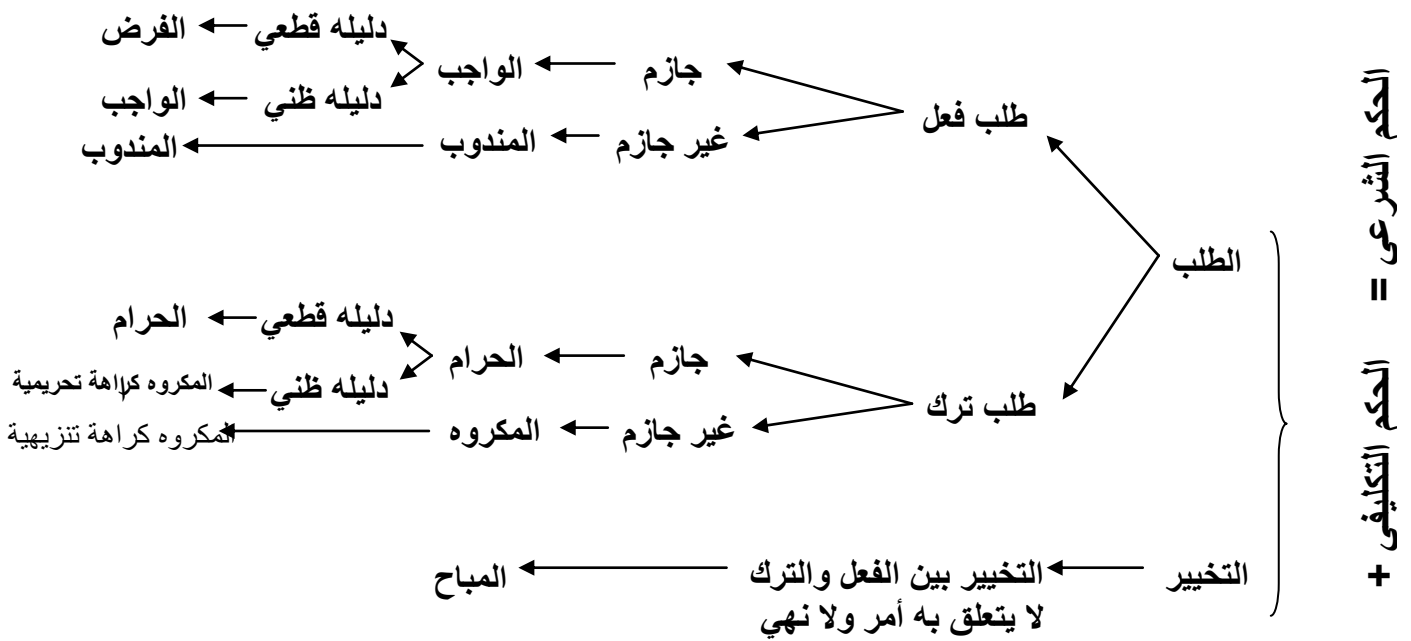 الحكم الشرعى = الحكم التكليفى +
الطلب
طلب فعل
جازم
الواجب
دليله قطعي
الفرض
دليله ظني
الواجب
غير جازم
المندوب
المندوب
طلب ترك
جازم
الحرام
دليله قطعي
الحرام
دليله ظني
المكروه كراهة تحريمية
غير جازم
المكروه
المكروه كراهة تنزيهية
التخيير
التخيير بين الفعل والترك
لا يتعلق به أمر ولا نهي
المباح